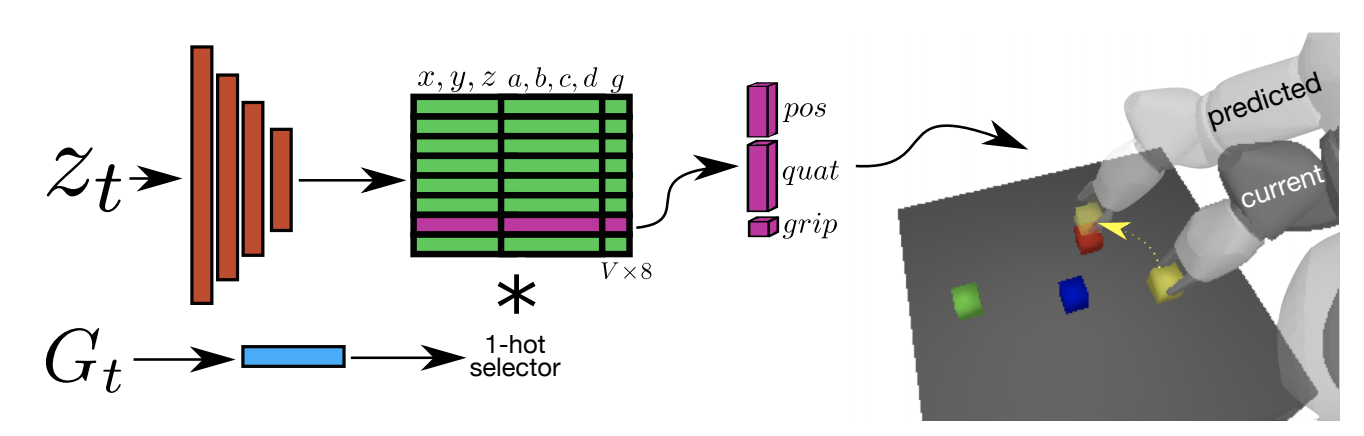 z_t
x, y, z a, b, c, d g
V × 8
*
1-hot
selector
G_t
pos
quat
grip
predicted
current